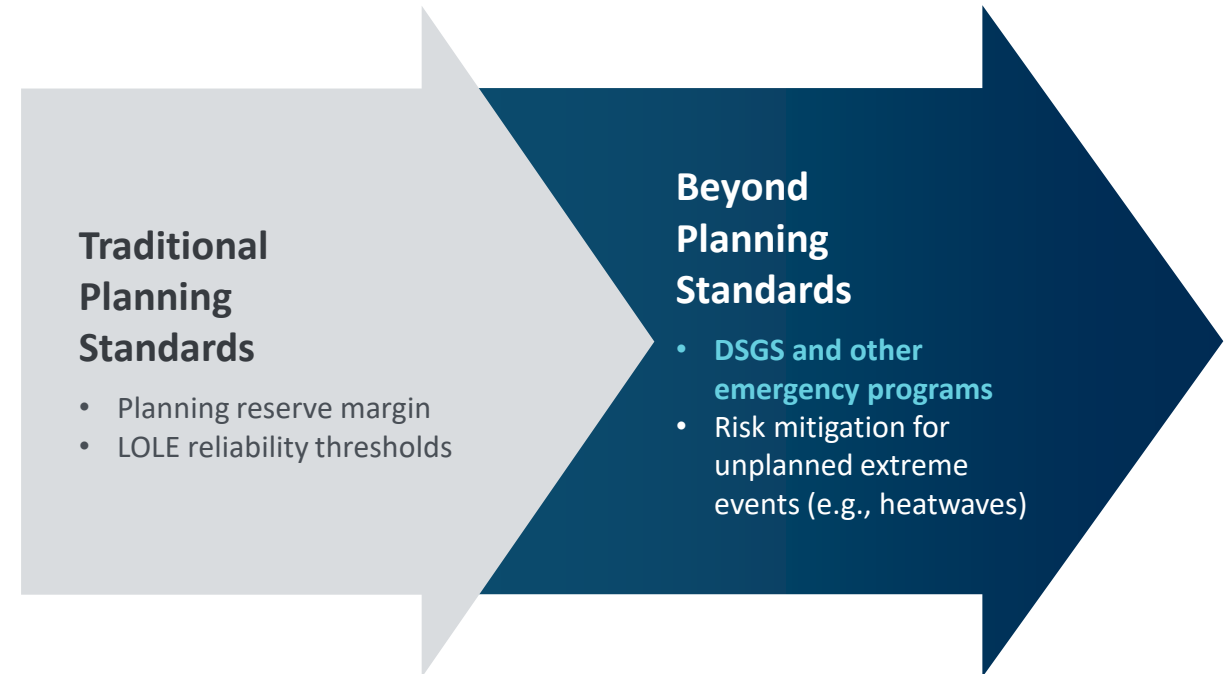 Traditional
Planning
Standards
• Planning reserve margin
• LOLE reliability thresholds
Beyond
Planning
Standards
• DSGS and other
emergency programs
• Risk mitigation for
unplanned extreme
events (e.g., heatwaves)